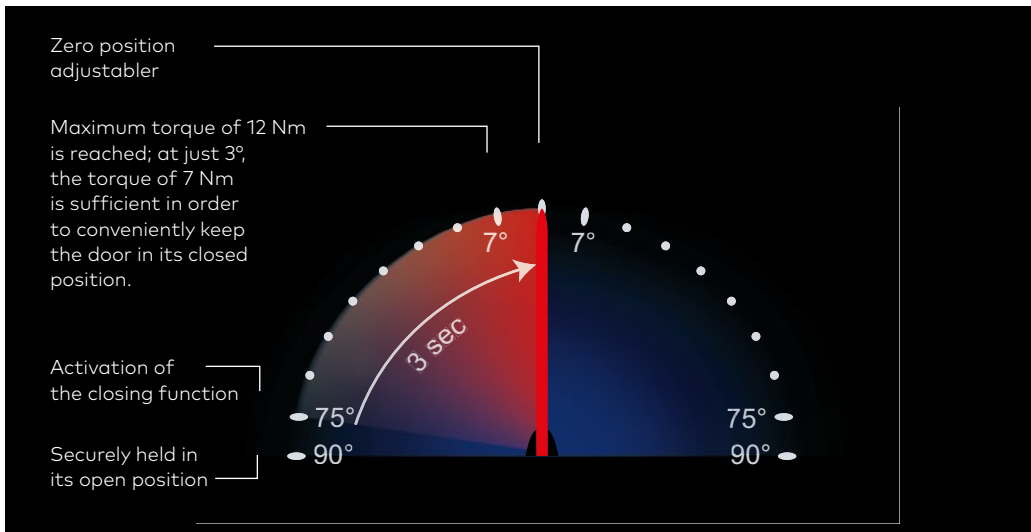 Zero position
adjustabler
Maximum torque of 12 Nm
is reached; at just 3°,
the torque of 7 Nm
is sufficient in order
to conveniently keep
the door in its closed
position.
7°
7°
3 sec
Activation of
the closing function
75°
75°
Securely held in
its open position
90°
90°